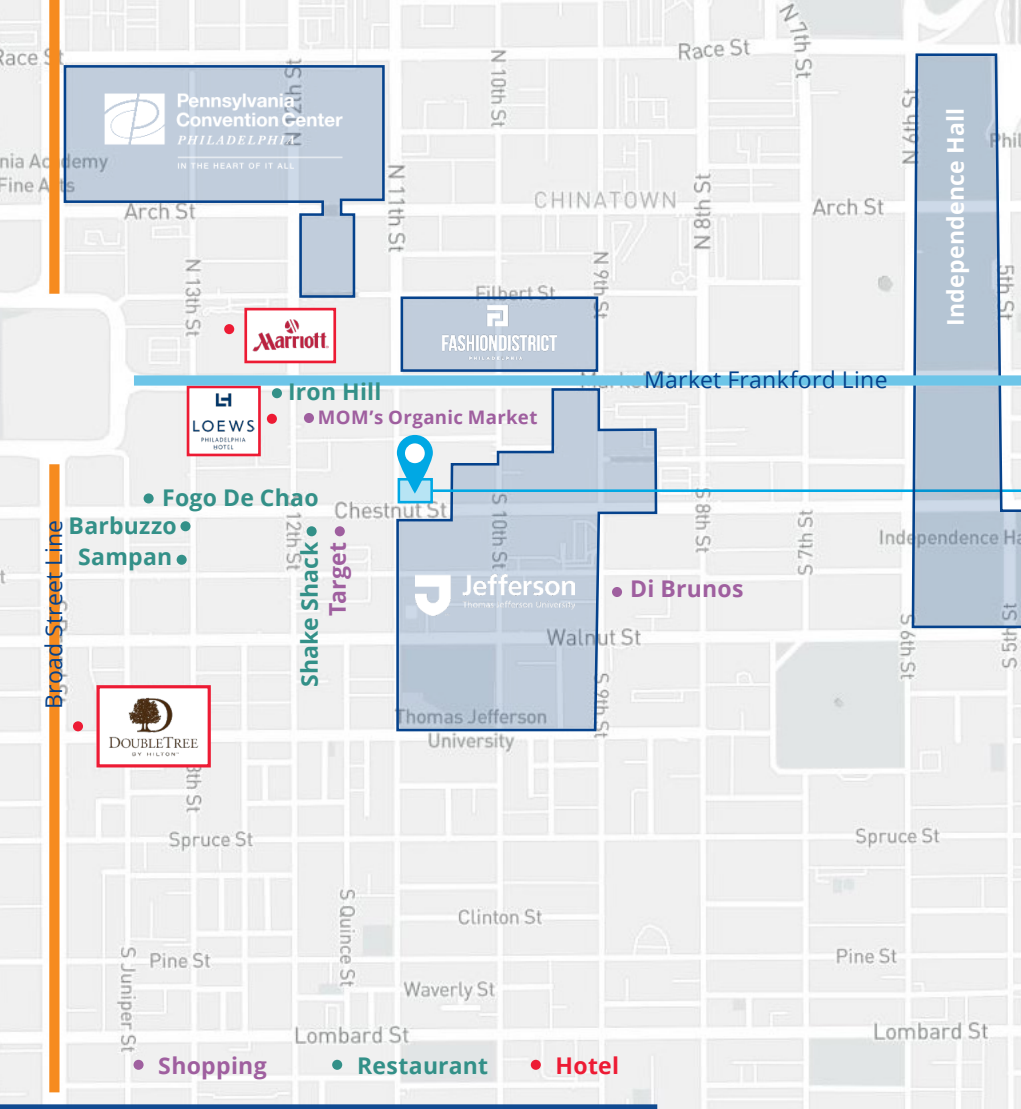 Race St
Race St
N 7th St
N 12th St
N 10th St
Pennsylvania
Convention Center
PHILADELPHIA
IN THE HEART OF IT ALL
N 6th St
Independence Hall
Phil
nia Academy
Fine Arts
N 11th St
N 8th St
CHINATOWN
Arch St
Arch St
N 13th St
N 9th St
5th St
Filbert St
Marriott
FASHIONDISTRICT
PHILADELPHIA
Market Frankford Line
Iron Hill
LOEWS
PHILADELPHIA
HOTEL
MOM's Organic Market
Fogo De Chao
Chestnut St
Barbuzzo
Sampan
12th St
Shake Shack
Target
S 10th St
S 8th St
S 7th St
Independence Ha
Broad Street Line
Jefferson
Thomas Jefferson University
Di Brunos
Walnut St
S 6th St
S 5th St
S 9th St
DOUBLETREE
BY HILTON
Thomas Jefferson
University
3th St
Spruce St
Spruce St
S Quince St
Clinton St
S Juniper St
Pine St
Pine St
Waverly St
Lombard St
Lombard St
Shopping
Restaurant
Hotel